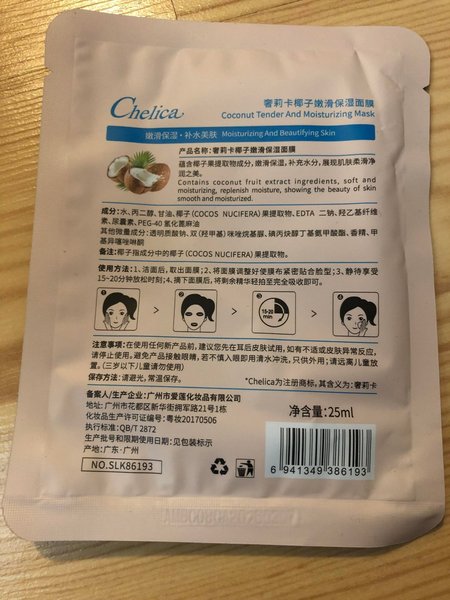 Chelica
奢莉卡椰子嫩滑保湿面膜
Coconut Tender And Moisturizing Mask
嫩滑保湿·补水美肤 Moisturizing And Beautifying Skin
产品名称:奢莉卡椰子嫩滑保湿面膜
蕴含椰子果提取物成分,嫩滑保湿,补充水分,展现肌肤柔滑净
润之美。
Contains coconut fruit extract ingredients, soft and
moisturizing, replenish moisture, showing the beauty of skin
smooth and moisturized.
成分:水、丙二醇、甘油、椰子(COCOS NUCIFERA)果提取物、EDTA 二钠、羟乙基纤维
素、尿囊素、PEG-40 氢化蓖麻油
其他微量成分:透明质酸钠、双(羟甲基)咪唑烷基脲、碘丙炔醇丁基氨甲酸酯、香精、甲
基异噻唑啉酮
备注:椰子指成分中的椰子(COCOS NUCIFERA)果提取物。
使用方法:1、洁面后,取出面膜;2、将面膜调整好使膜布紧密贴合脸型;3、静待享受
15~20分钟放松时刻;4、摘下面膜后,将剩余精华轻拍至完全吸收即可。
1 > 2 > 3 15-20 min > 4
注意事项:在使用任何新产品前,建议您先在耳后皮肤试用,如有不适或皮肤异常反应,
请停止使用,避免产品接触眼睛,若不慎入眼即用清水冲洗,只供外用;请远离儿童放
置。(三岁以下儿童请勿使用)
保存方法:请避光,常温保存。
*Chelica为注册商标,其含义为:奢莉卡
备案人/生产企业:广州市爱莲化妆品有限公司
地址:广州市花都区新华街拥军路21号1栋
化妆品生产许可证编号:粤妆20170506
执行标准:QB/T 2872
生产批号和限期使用日期:见包装标示
产地:广东·广州
净含量:25ml
NO.SLK86193
6 941349 386193